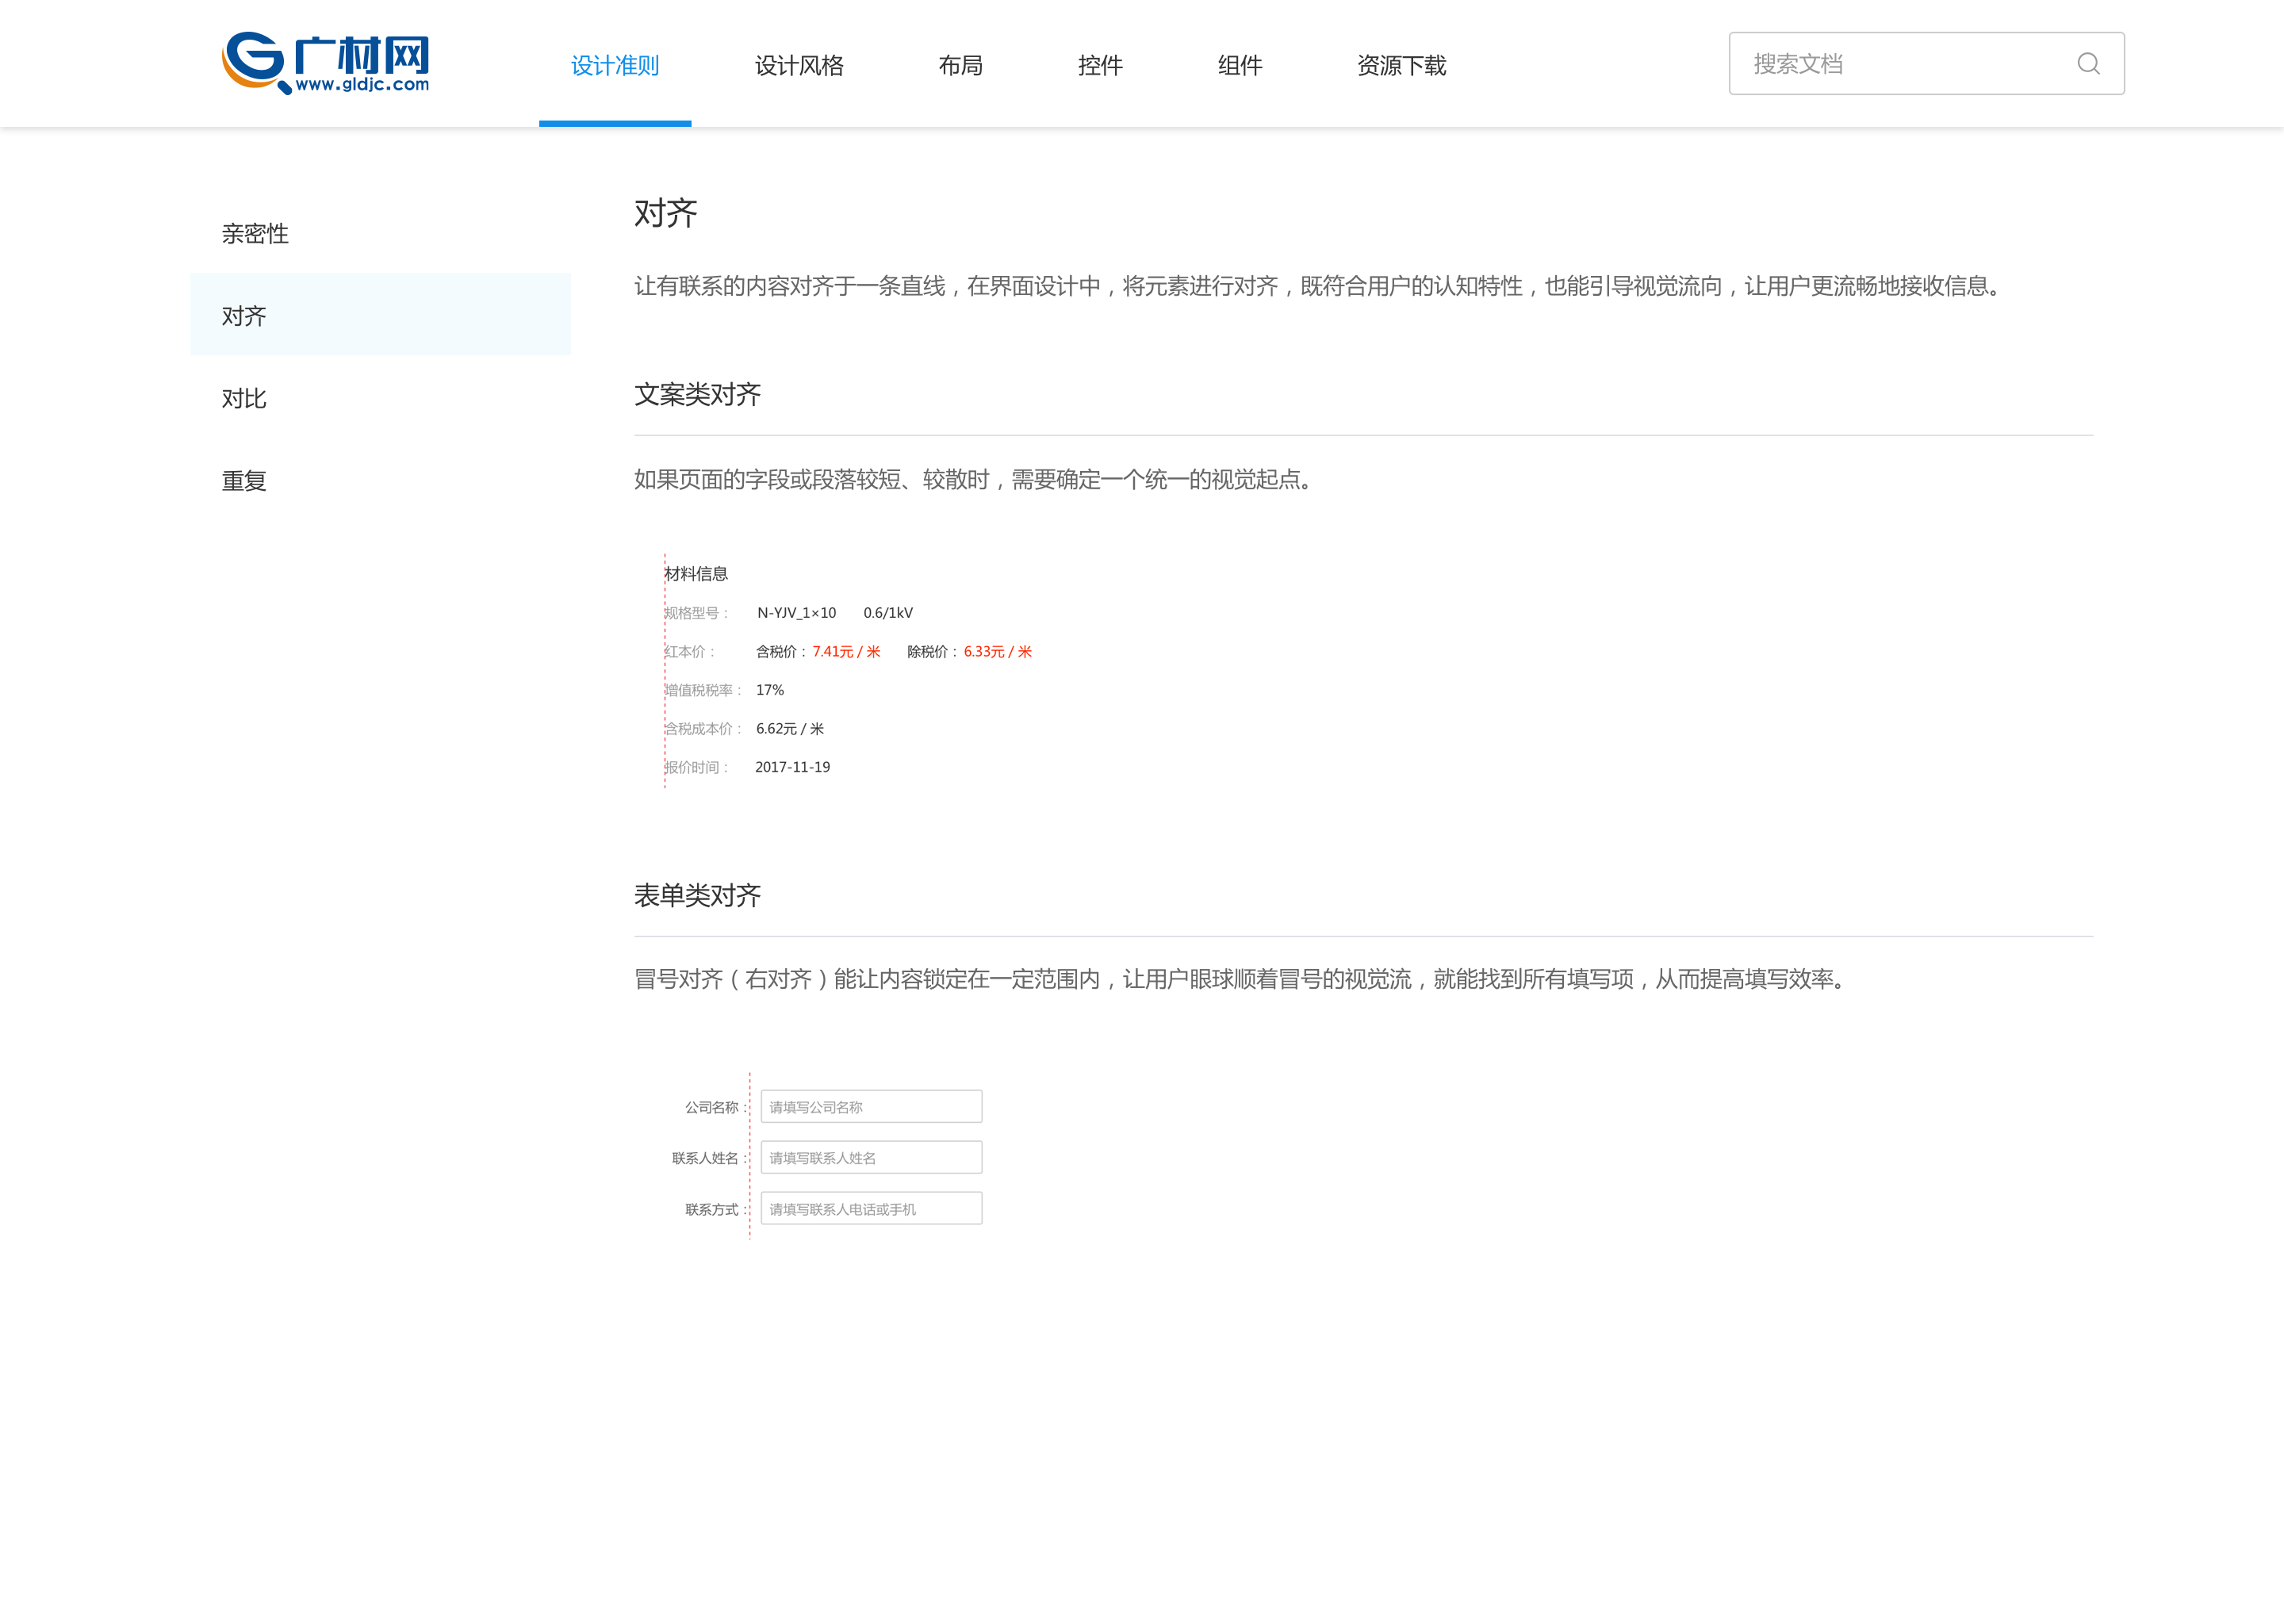 广材网
www.gldjc.com
设计准则 设计风格 布局 控件 组件 资源下载
搜索文档
亲密性
对齐
对比
重复
对齐
让有联系的内容对齐于一条直线，在界面设计中，将元素进行对齐，既符合用户的认知特性，也能引导视觉流向，让用户更流畅地接收信息。
文案类对齐
如果页面的字段或段落较短、较散时，需要确定一个统一的视觉起点。
材料信息
规格型号： N-YJV_1×10 0.6/1kV
红本价： 含税价：7.41元 / 米 除税价：6.33元 / 米
增值税税率： 17%
含税成本价： 6.62元 / 米
报价时间： 2017-11-19
表单类对齐
冒号对齐（右对齐）能让内容锁定在一定范围内，让用户眼球顺着冒号的视觉流，就能找到所有填写项，从而提高填写效率。
公司名称： 请填写公司名称
联系人姓名： 请填写联系人姓名
联系方式： 请填写联系人电话或手机